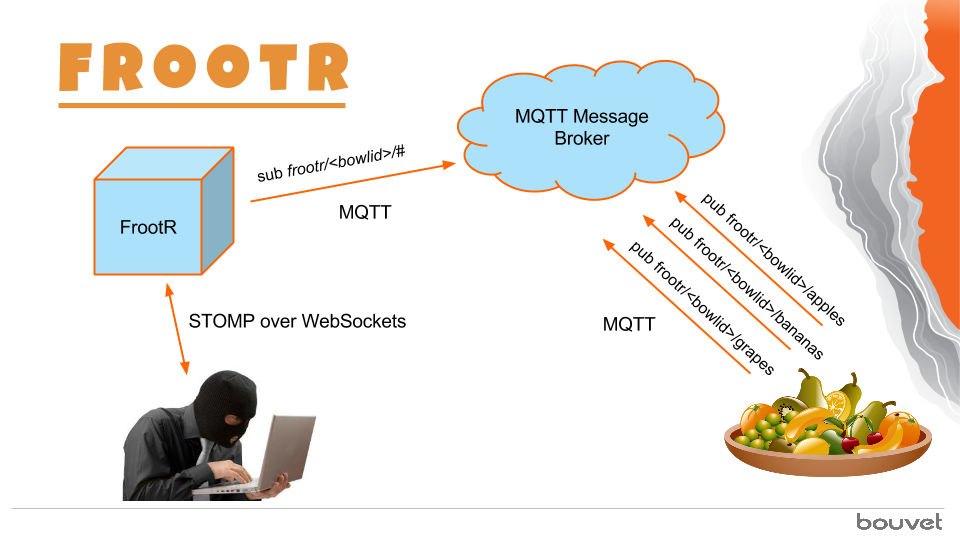 FROOTR
MQTT Message
Broker
sub frootr/<bowlid>/#
MQTT
FrootR
pub frootr/<bowlid>/apples
pub frootr/<bowlid>/bananas
pub frootr/<bowlid>/grapes
MQTT
STOMP over WebSockets
bouvet